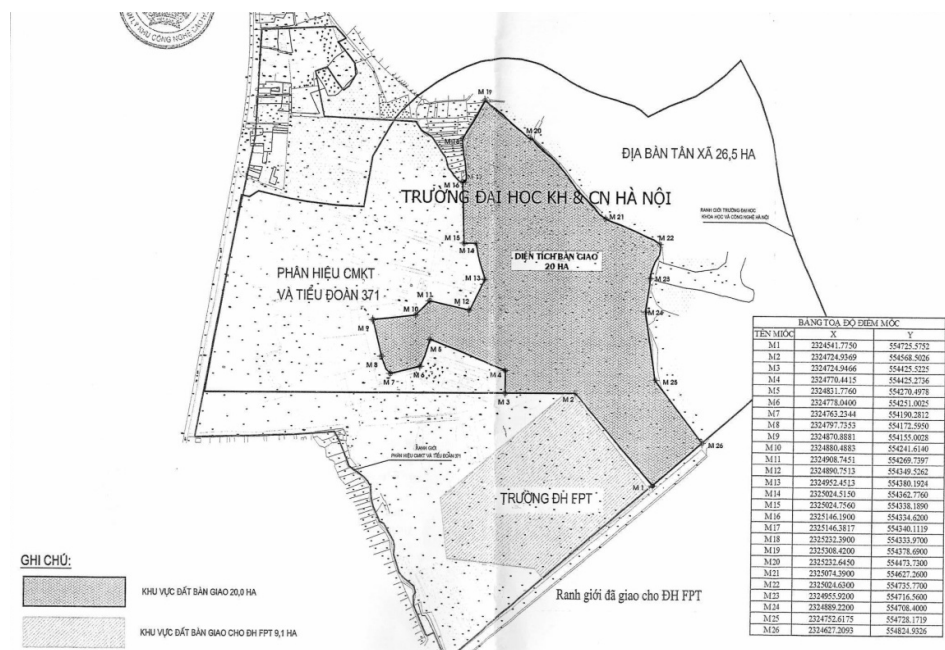 KHU CÔNG NGHỆ CAO
M 19
M 20
ĐỊA BÀN TÂN XÃ 26,5 HA
M 18
M 17
M 16
TRƯỜNG ĐẠI HỌC KH & CN HÀ NỘI
RANH GIỚI TRƯỜNG ĐẠI HỌC
KHOA HỌC VÀ CÔNG NGHỆ HÀ NỘI
M 21
M 22
M 15
M 14
DIỆN TÍCH BÀN GIAO
20 HA
PHÂN HIỆU CMKT
VÀ TIỂU ĐOÀN 371
M 13
M 23
M 11
M 12
M 10
M 9
M 24
M 5
M 8
M 7
M 6
M 4
M 25
M 3
M 2
M 26
RANH GIỚI
PHÂN HIỆU CMKT VÀ TIỂU ĐOÀN 371
M 1
TRƯỜNG ĐH FPT
Ranh giới đã giao cho ĐH FPT
GHI CHÚ:
KHU VỰC ĐẤT BÀN GIAO 20,0 HA
KHU VỰC ĐẤT BÀN GIAO CHO ĐH FPT 9,1 HA
BẢNG TOẠ ĐỘ ĐIỂM MỐC
TÊN MỐC X Y
M1 2324541.7750 554725.5752
M2 2324724.9369 554568.5026
M3 2324724.9466 554425.5225
M4 2324770.4415 554425.2736
M5 2324831.7760 554270.4978
M6 2324778.0400 554251.0025
M7 2324763.2344 554190.2812
M8 2324797.7353 554172.5950
M9 2324870.8881 554155.0028
M10 2324880.4883 554241.6140
M11 2324908.7451 554269.7397
M12 2324890.7513 554349.5262
M13 2324952.4513 554380.1924
M14 2325024.5150 554362.7760
M15 2325024.7560 554338.1890
M16 2325146.1900 554334.6200
M17 2325146.3817 554340.1119
M18 2325232.3900 554333.9700
M19 2325308.4200 554378.6900
M20 2325232.6450 554473.7300
M21 2325074.3900 554627.2600
M22 2325024.6300 554735.7700
M23 2324955.9200 554716.5600
M24 2324889.2200 554708.4000
M25 2324752.6175 554728.1719
M26 2324627.2093 554824.9326